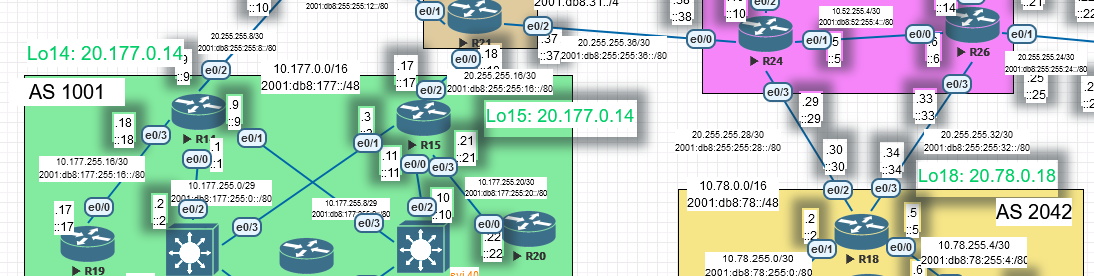 ::10
2001:db8:255:255:12::/80
e0/1
2001:db8:31::/4
e0/2
R21
.37
::37
20.255.255.36/30
2001:db8:255:255:36::/80
::38
e0/0
::10
e0/2
10.52.255.4/30
2001:db8:52:255:4::/80
.14
e0/1
.5
::5
e0/0
.6
::6
R24
R26
e0/1
20.255.255.24/30
2001:db8:255:255:24::/80
.25
::25
Lo14: 20.177.0.14
20.255.255.8/30
2001:db8:255:255:8::/80
.9
::9
e0/2
10.177.0.0/16
2001:db8:177::/48
.17
::17
e0/0
.18
e0/2
20.255.255.16/30
2001:db8:255:255:16::/80
AS 1001
Lo15: 20.177.0.14
R14
.9
::9
.18
::18
e0/3
e0/0
.1
::1
e0/1
.3
e0/1
R15
.11
::11
e0/0
e0/3
.21
::21
10.177.255.16/30
2001:db8:177:255:16::/80
10.177.255.0/29
2001:db8:177:255:0::/80
10.177.255.8/29
10.177.255.20/30
2001:db8:177:255:20::/80
.17
::17
e0/0
R19
.2
::2
e0/2
e0/3
e0/3
e0/2
.10
::10
e0/0
.22
::22
R20
svi 40
e0/3
.29
::29
e0/3
.33
::33
20.255.255.28/30
2001:db8:255:255:28::/80
20.255.255.32/30
2001:db8:255:255:32::/80
.30
::30
.34
::34
e0/2
e0/3
Lo18: 20.78.0.18
10.78.0.0/16
2001:db8:78::/48
AS 2042
.2
::2
e0/1
R18
.5
::5
e0/0
.6
10.78.255.0/30
2001:db8:78:255:0::/80
10.78.255.4/30
2001:db8:78:255:4::/80